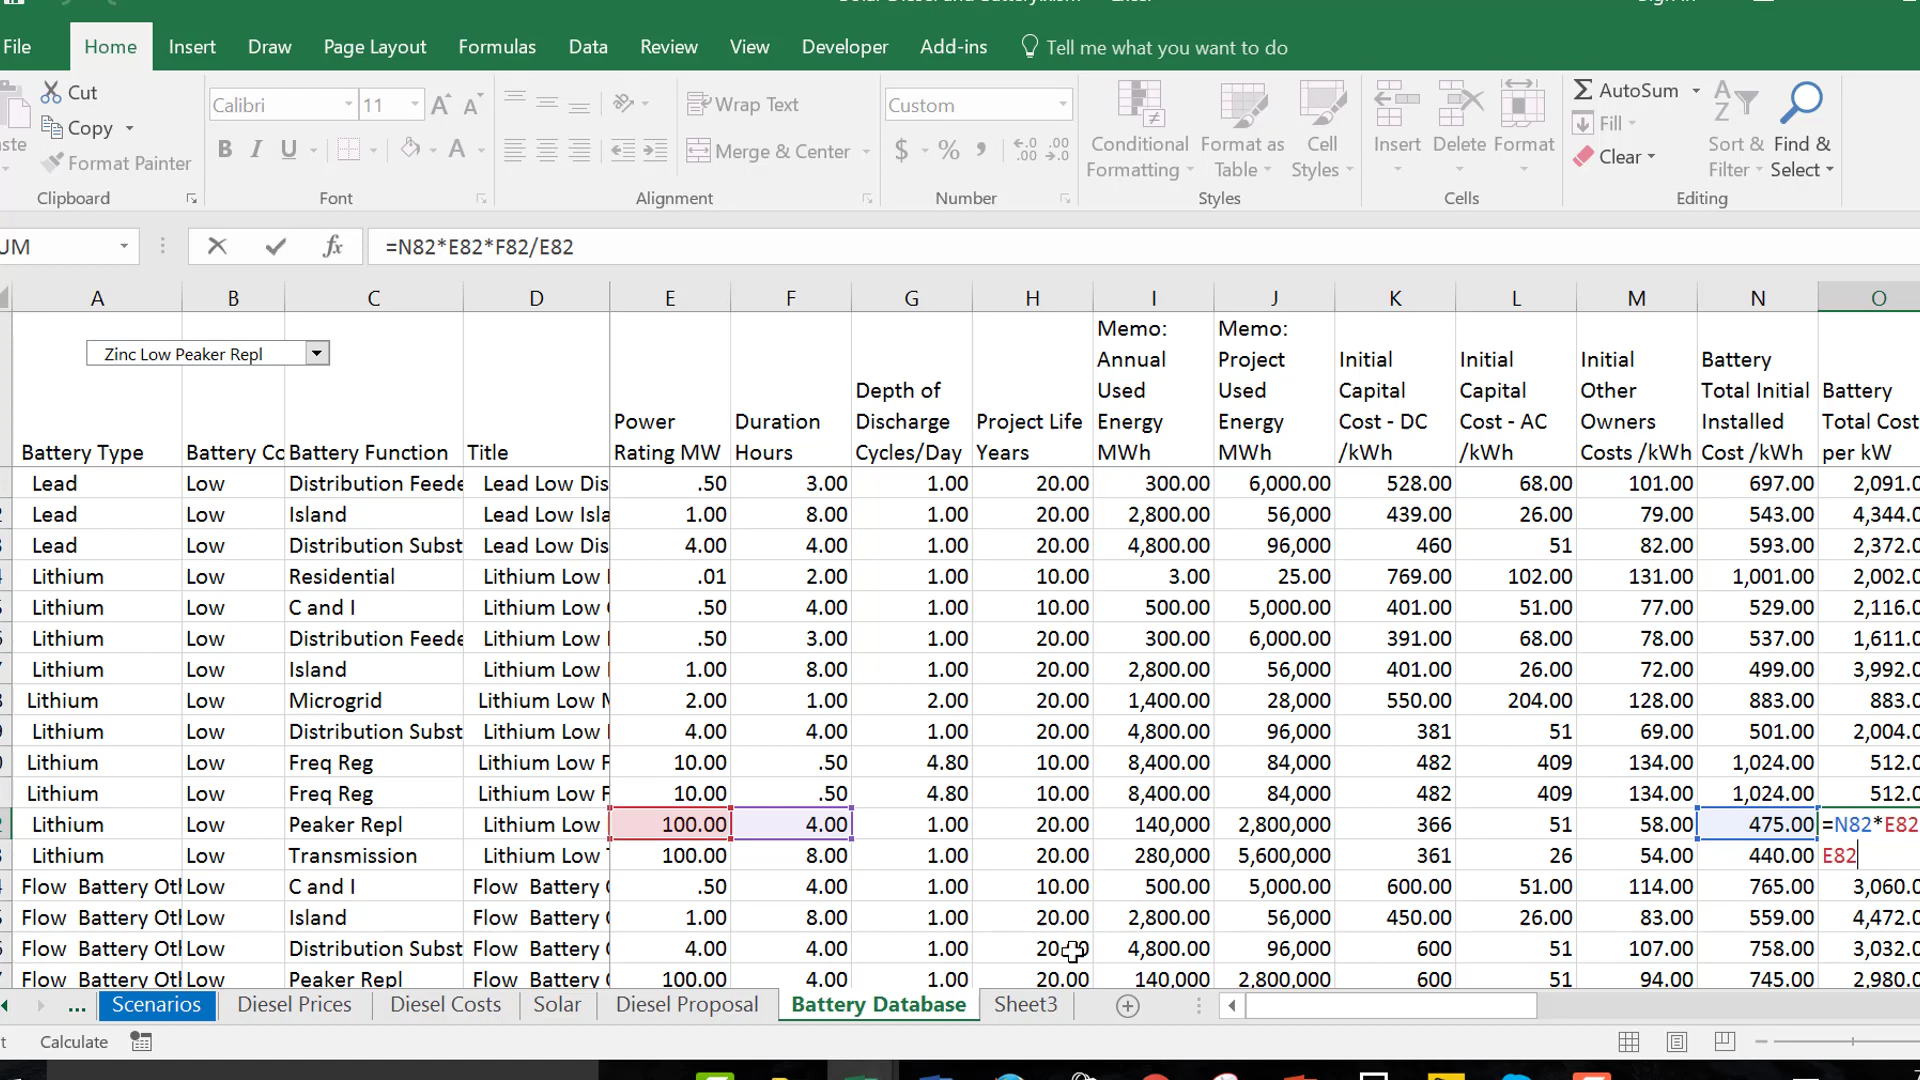 File Home Insert Draw Page Layout Formulas Data Review View Developer Add-ins Tell me what you want to do
Cut
Copy
Format Painter
Clipboard
Calibri 11
B I U
Font
Wrap Text
Merge & Center
Alignment
Custom
$ % ,
Number
Conditional Formatting
Format as Table
Cell Styles
Styles
Insert Delete Format
Cells
AutoSum
Fill
Clear
Sort & Filter
Find & Select
Editing
UM =N82*E82*F82/E82
A B C D E F G H I J K L M N O
Zinc Low Peaker Repl
Battery Type
Battery Co
Battery Function
Title
Power Rating MW
Duration Hours
Depth of Discharge Cycles/Day
Project Life Years
Memo: Annual Used Energy MWh
Memo: Project Used Energy MWh
Initial Capital Cost - DC /kWh
Initial Capital Cost - AC /kWh
Initial Other Owners Costs /kWh
Battery Total Initial Installed Cost /kWh
Battery Total Cost per kW
Lead Low Distribution Feede Lead Low Dis .50 3.00 1.00 20.00 300.00 6,000.00 528.00 68.00 101.00 697.00 2,091.0
Lead Low Island Lead Low Isla 1.00 8.00 1.00 20.00 2,800.00 56,000 439.00 26.00 79.00 543.00 4,344.0
Lead Low Distribution Subst Lead Low Dis 4.00 4.00 1.00 20.00 4,800.00 96,000 460 51 82.00 593.00 2,372.0
Lithium Low Residential Lithium Low .01 2.00 1.00 10.00 3.00 25.00 769.00 102.00 131.00 1,001.00 2,002.0
Lithium Low C and I Lithium Low .50 4.00 1.00 10.00 500.00 5,000.00 401.00 51.00 77.00 529.00 2,116.0
Lithium Low Distribution Feede Lithium Low .50 3.00 1.00 20.00 300.00 6,000.00 391.00 68.00 78.00 537.00 1,611.0
Lithium Low Island Lithium Low 1.00 8.00 1.00 20.00 2,800.00 56,000 401.00 26.00 72.00 499.00 3,992.0
Lithium Low Microgrid Lithium Low 2.00 1.00 2.00 20.00 1,400.00 28,000 550.00 204.00 128.00 883.00 883.0
Lithium Low Distribution Subst Lithium Low 4.00 4.00 1.00 20.00 4,800.00 96,000 381 51 69.00 501.00 2,004.0
Lithium Low Freq Reg Lithium Low F 10.00 .50 4.80 10.00 8,400.00 84,000 482 409 134.00 1,024.00 512.0
Lithium Low Freq Reg Lithium Low F 10.00 .50 4.80 10.00 8,400.00 84,000 482 409 134.00 1,024.00 512.0
Lithium Low Peaker Repl Lithium Low 100.00 4.00 1.00 20.00 140,000 2,800,000 366 51 58.00 475.00 =N82*E82
Lithium Low Transmission Lithium Low 100.00 8.00 1.00 20.00 280,000 5,600,000 361 26 54.00 440.00 E82
Flow Battery Oth Low C and I Flow Battery .50 4.00 1.00 10.00 500.00 5,000.00 600.00 51.00 114.00 765.00 3,060.0
Flow Battery Oth Low Island Flow Battery 1.00 8.00 1.00 20.00 2,800.00 56,000 450.00 26.00 83.00 559.00 4,472.0
Flow Battery Oth Low Distribution Subst Flow Battery 4.00 4.00 1.00 20.00 4,800.00 96,000 600 51 107.00 758.00 3,032.0
Flow Battery Oth Low Peaker Repl Flow Battery 100.00 4.00 1.00 20.00 140,000 2,800,000 600 51 94.00 745.00 2,980.0
... Scenarios Diesel Prices Diesel Costs Solar Diesel Proposal Battery Database Sheet3
Calculate